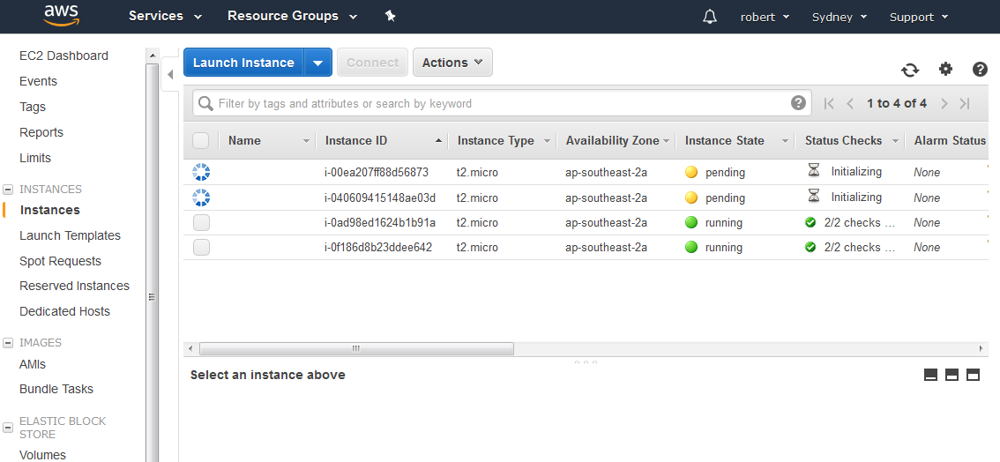 aws Services Resource Groups robert Sydney Support
EC2 Dashboard
Events
Tags
Reports
Limits
INSTANCES
Instances
Launch Templates
Spot Requests
Reserved Instances
Dedicated Hosts
IMAGES
AMIs
Bundle Tasks
ELASTIC BLOCK
STORE
Volumes
Launch Instance Connect Actions
Filter by tags and attributes or search by keyword 1 to 4 of 4
Name Instance ID Instance Type Availability Zone Instance State Status Checks Alarm Status
i-00ea207ff88d56873 t2.micro ap-southeast-2a pending Initializing None
i-040609415148ae03d t2.micro ap-southeast-2a pending Initializing None
i-0ad98ed1624b1b91a t2.micro ap-southeast-2a running 2/2 checks ... None
i-0f186d8b23ddee642 t2.micro ap-southeast-2a running 2/2 checks ... None
Select an instance above